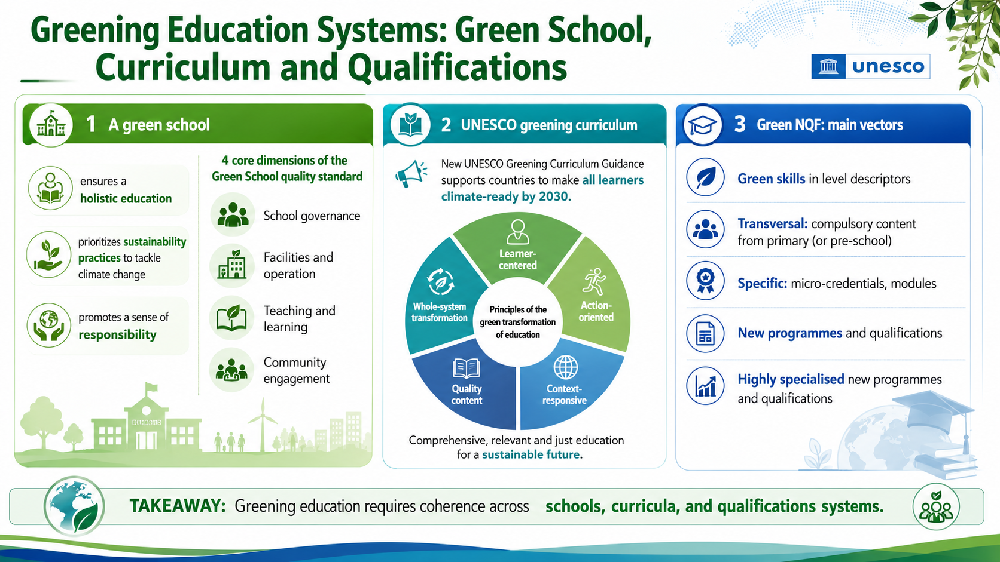 Greening Education Systems: Green School,
Curriculum and Qualifications
unesco
1 A green school
ensures a
holistic education
prioritizes sustainability
practices to tackle
climate change
promotes a sense of
responsibility
4 core dimensions of the
Green School quality standard
School governance
Facilities and
operation
Teaching and
learning
Community
engagement
2 UNESCO greening curriculum
New UNESCO Greening Curriculum Guidance
supports countries to make all learners
climate-ready by 2030.
Learner-
centered
Action-
oriented
Context-
responsive
Quality
content
Whole-system
transformation
Principles of the
green transformation
of education
Comprehensive, relevant and just education
for a sustainable future.
3 Green NQF: main vectors
Green skills in level descriptors
Transversal: compulsory content
from primary (or pre-school)
Specific: micro-credentials, modules
New programmes and qualifications
Highly specialised new programmes
and qualifications
TAKEAWAY: Greening education requires coherence across schools, curricula, and qualifications systems.